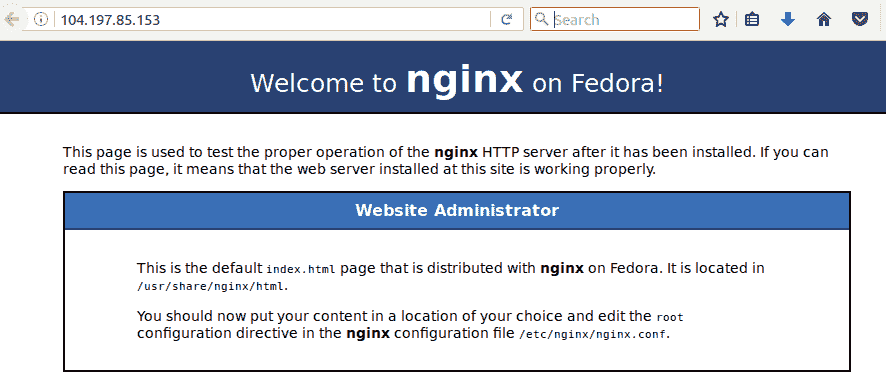 104.197.85.153
Search
Welcome to nginx on Fedora!
This page is used to test the proper operation of the nginx HTTP server after it has been installed. If you can
read this page, it means that the web server installed at this site is working properly.
Website Administrator
This is the default index.html page that is distributed with nginx on Fedora. It is located in
/usr/share/nginx/html.
You should now put your content in a location of your choice and edit the root
configuration directive in the nginx configuration file /etc/nginx/nginx.conf.